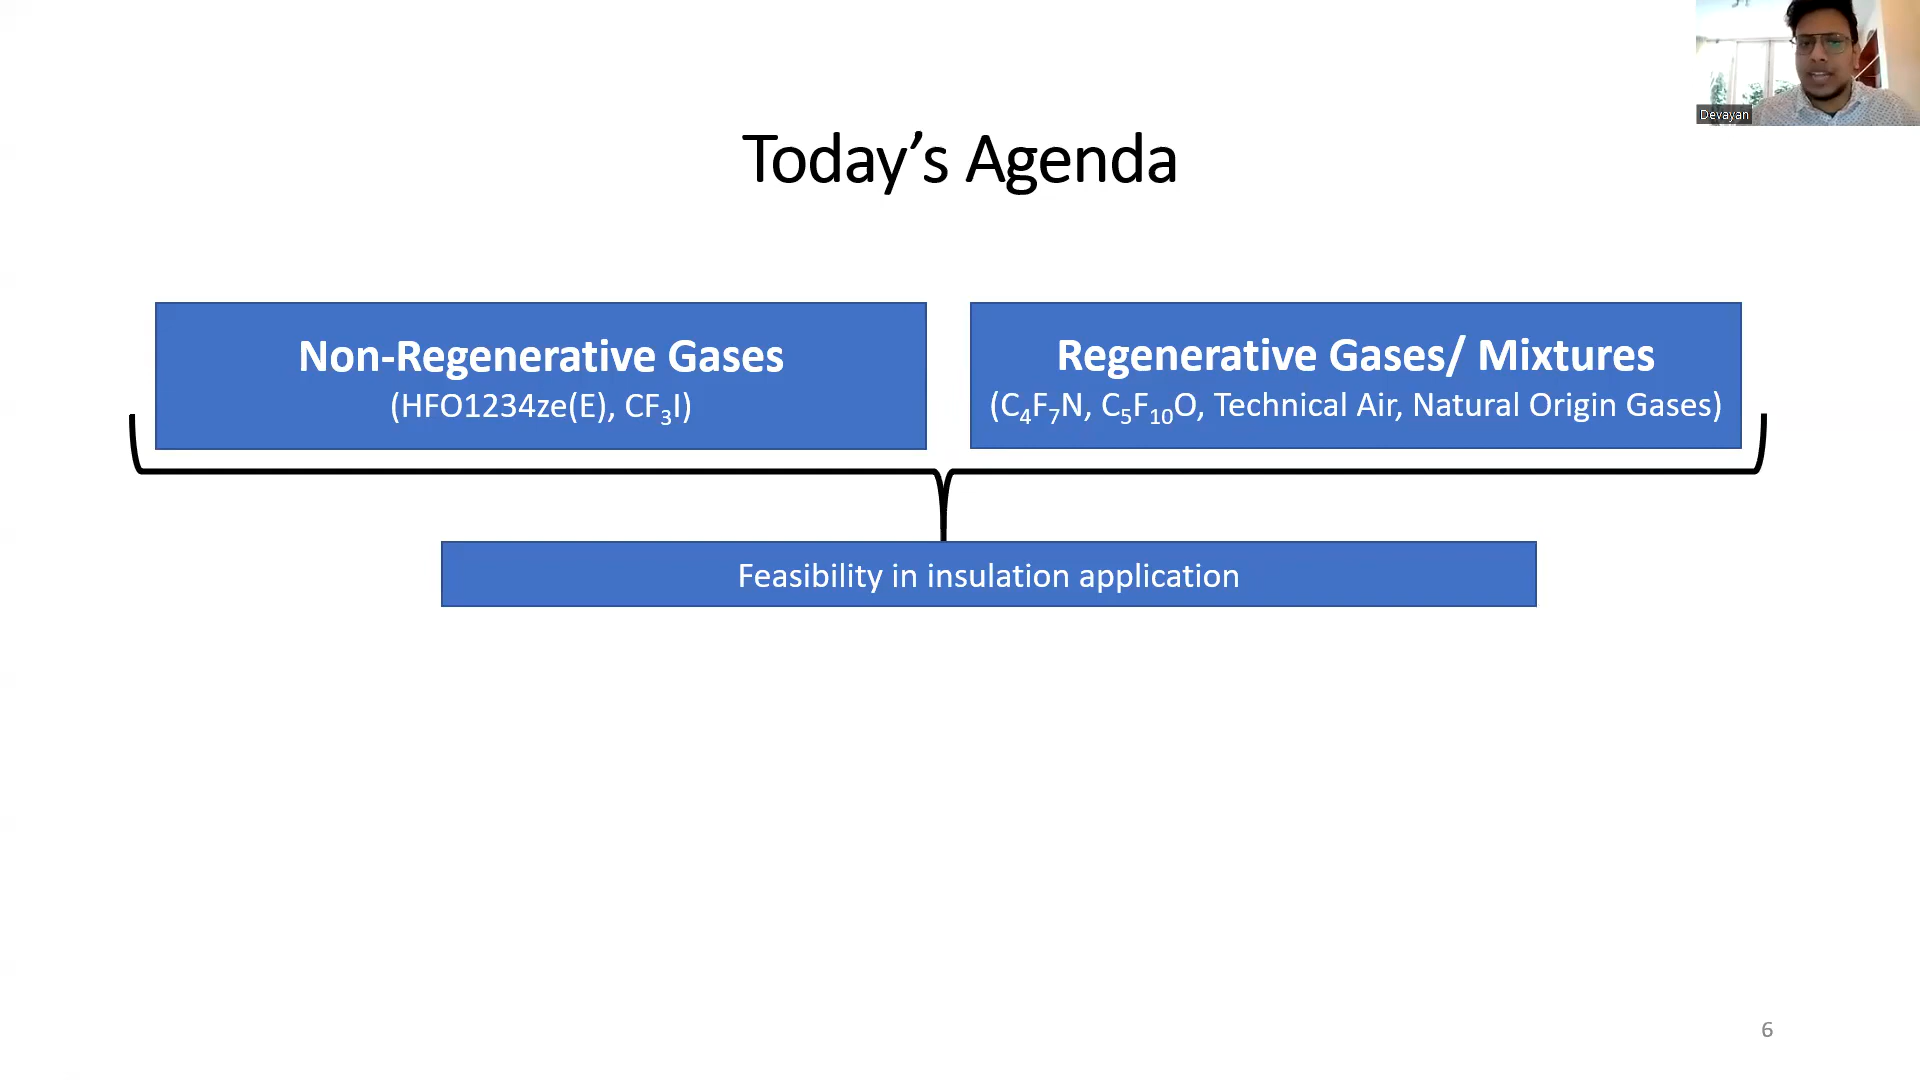 Devayan
Today’s Agenda
Non-Regenerative Gases
(HFO1234ze(E), CF₃I)
Regenerative Gases/ Mixtures
(C₄F₇N, C₅F₁₀O, Technical Air, Natural Origin Gases)
Feasibility in insulation application
6